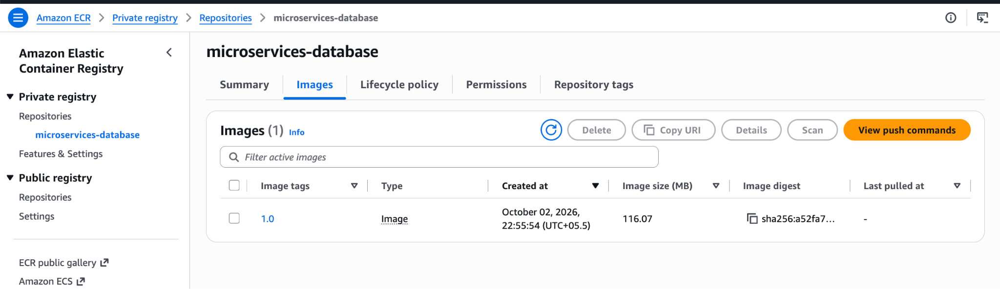 Amazon ECR > Private registry > Repositories > microservices-database
Amazon Elastic
Container Registry
Private registry
Repositories
microservices-database
Features & Settings
Public registry
Repositories
Settings
ECR public gallery
Amazon ECS
microservices-database
Summary Images Lifecycle policy Permissions Repository tags
Images (1) Info
Delete Copy URI Details Scan View push commands
Filter active images
Image tags Type Created at Image size (MB) Image digest Last pulled at
1.0 Image October 02, 2026, 116.07 sha256:a52fa7... -
22:55:54 (UTC+05.5)